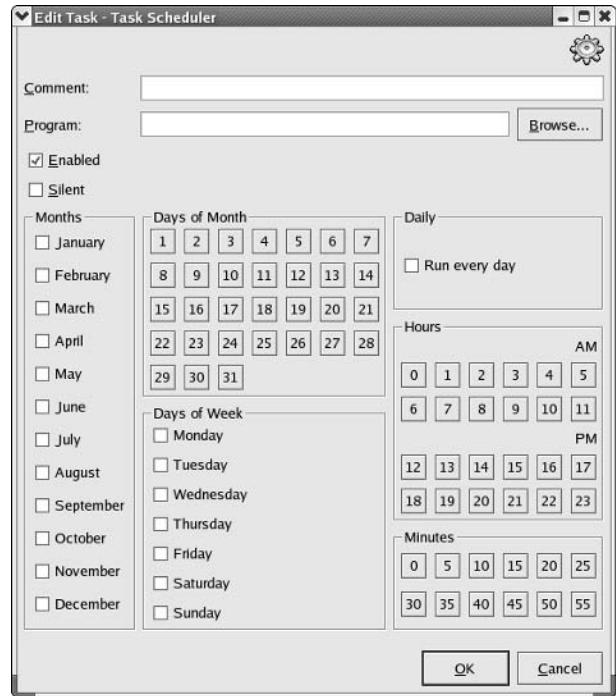 Edit Task - Task Scheduler
Comment:
Program:
Browse...
Enabled
Silent
Months
January
February
March
April
May
June
July
August
September
October
November
December
Days of Month
1 2 3 4 5 6 7
8 9 10 11 12 13 14
15 16 17 18 19 20 21
22 23 24 25 26 27 28
29 30 31
Days of Week
Monday
Tuesday
Wednesday
Thursday
Friday
Saturday
Sunday
Daily
Run every day
Hours
AM
0 1 2 3 4 5
6 7 8 9 10 11
PM
12 13 14 15 16 17
18 19 20 21 22 23
Minutes
0 5 10 15 20 25
30 35 40 45 50 55
OK
Cancel